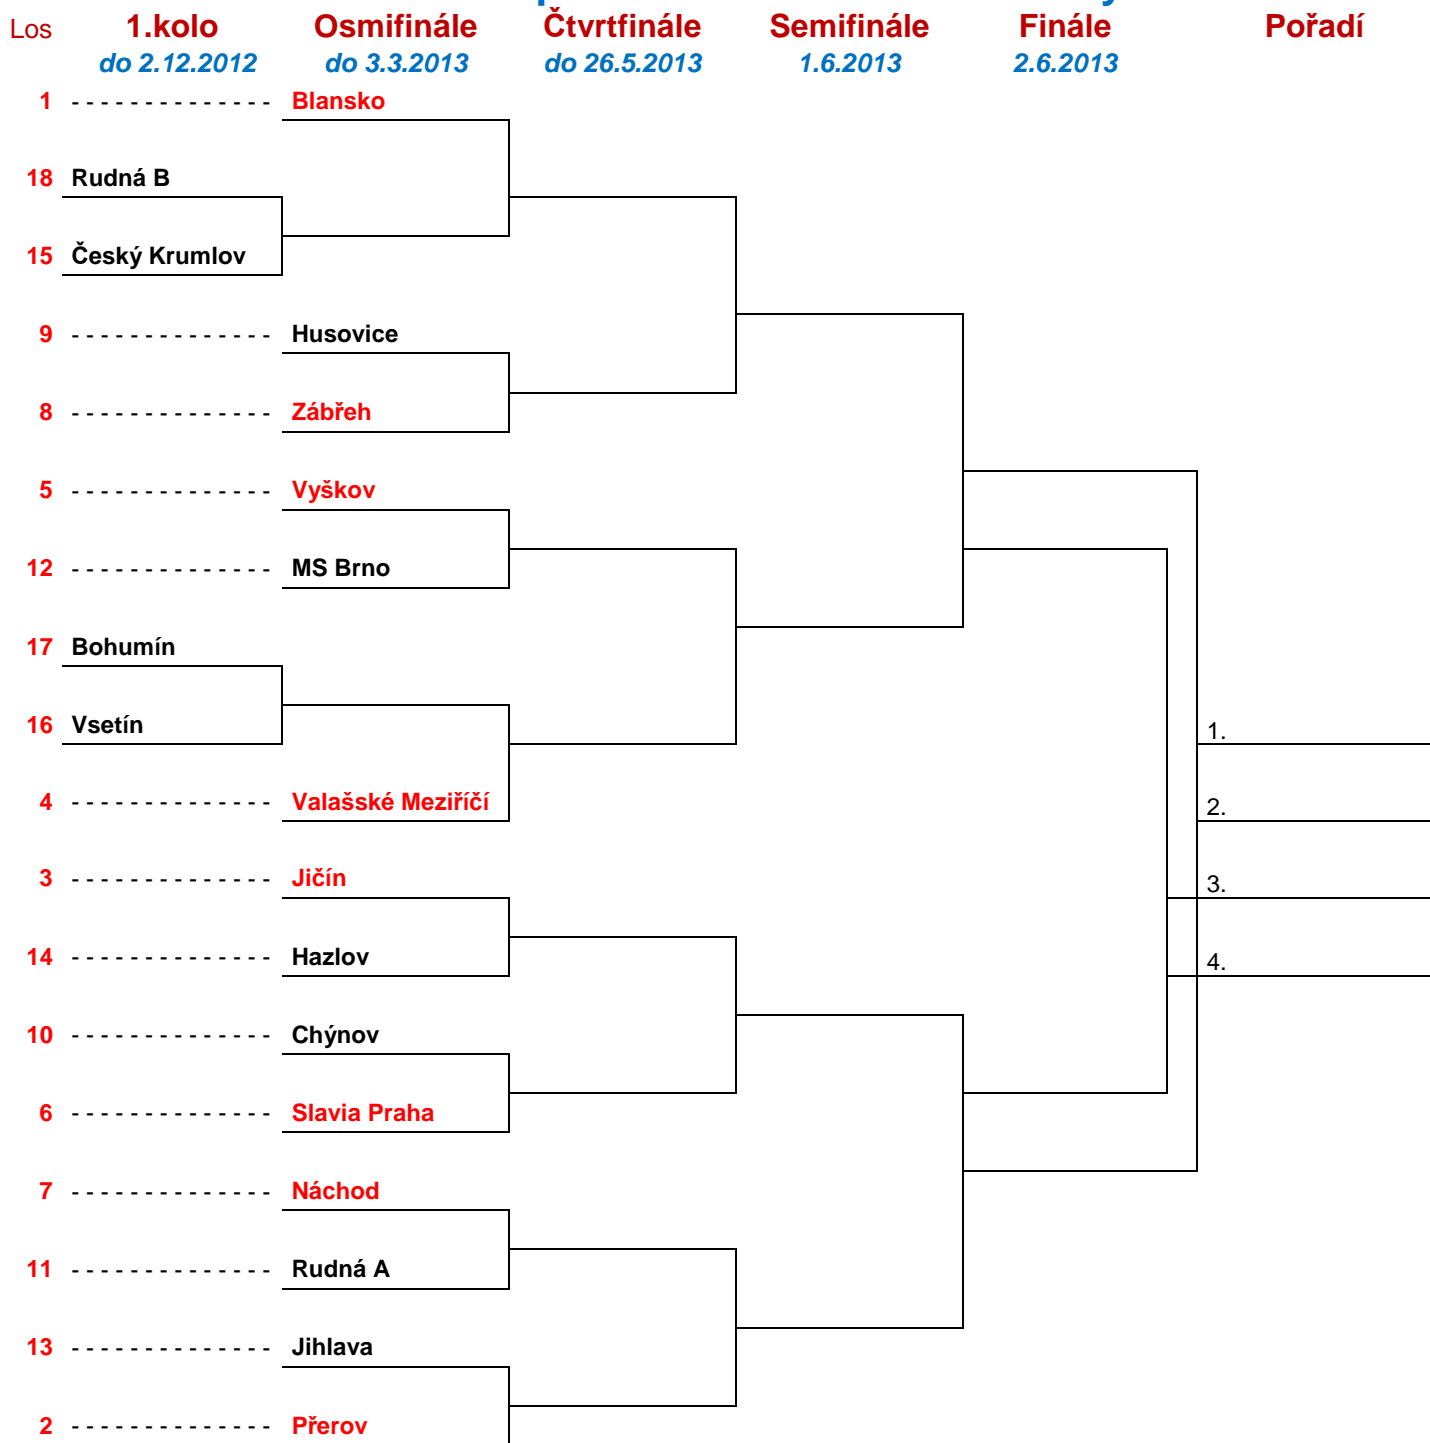 Los 1.kolo Osmifinále Čtvrtfinále Semifinále Finále Pořadí
do 2.12.2012 do 3.3.2013 do 26.5.2013 1.6.2013 2.6.2013
1 - - - - - - - - - - - - - - Blansko
18 Rudná B
15 Český Krumlov
9 - - - - - - - - - - - - - - Husovice
8 - - - - - - - - - - - - - - Zábřeh
5 - - - - - - - - - - - - - - Vyškov
12 - - - - - - - - - - - - - - MS Brno
17 Bohumín
16 Vsetín
1.
4 - - - - - - - - - - - - - - Valašské Meziříčí
2.
3 - - - - - - - - - - - - - - Jičín
3.
14 - - - - - - - - - - - - - - Hazlov
4.
10 - - - - - - - - - - - - - - Chýnov
6 - - - - - - - - - - - - - - Slavia Praha
7 - - - - - - - - - - - - - - Náchod
11 - - - - - - - - - - - - - - Rudná A
13 - - - - - - - - - - - - - - Jihlava
2 - - - - - - - - - - - - - - Přerov